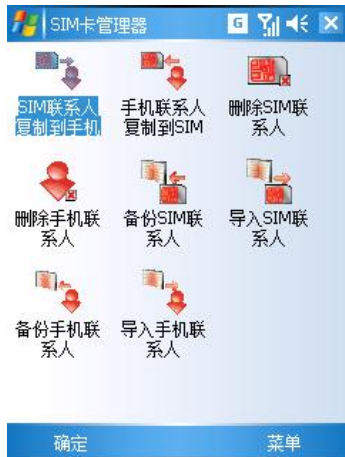 SIM卡管理器 G
SIM联系人 手机联系人 删除SIM联
复制到手机 复制到SIM 系人
删除手机联 备份SIM联 导入SIM联
系人 系人 系人
备份手机联 导入手机联
系人 系人
确定 菜单